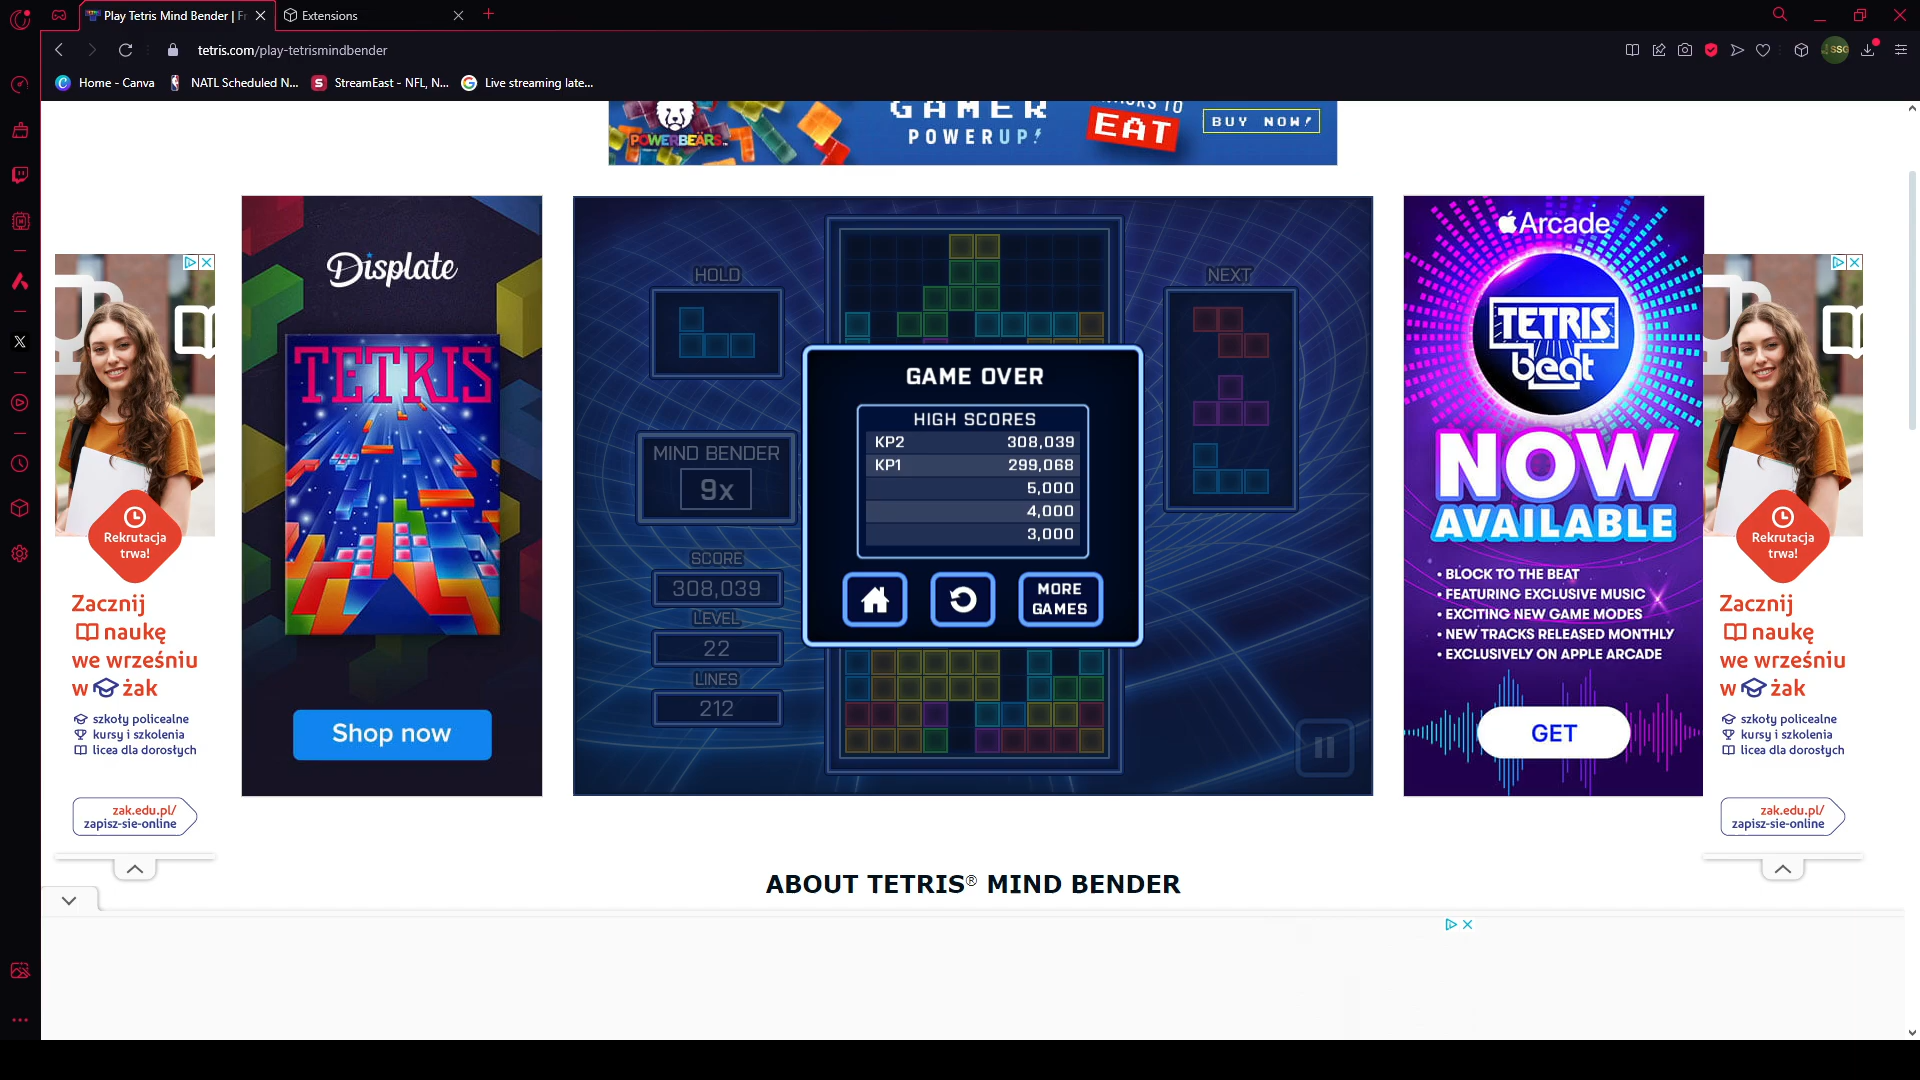 Play Tetris Mind Bender | Fr
Extensions
tetris.com/play-tetrismindbender
SSG
Home - Canva
NATL Scheduled N...
StreamEast - NFL, N...
Live streaming late...
POWERBEARS
GAMER
POWERUP!
TO
EAT
BUY NOW!
Displate
TETRIS
Shop now
Rekrutacja
trwa!
Zacznij
naukę
we wrześniu
w żak
szkoły policealne
kursy i szkolenia
licea dla dorosłych
zak.edu.pl/
zapisz-sie-online
HOLD
MIND BENDER
9x
SCORE
308,039
LEVEL
22
LINES
212
NEXT
GAME OVER
HIGH SCORES
KP2 308,039
KP1 299,068
5,000
4,000
3,000
MORE
GAMES
Arcade
TETRIS
beat
NOW
AVAILABLE
• BLOCK TO THE BEAT
• FEATURING EXCLUSIVE MUSIC
• EXCITING NEW GAME MODES
• NEW TRACKS RELEASED MONTHLY
• EXCLUSIVELY ON APPLE ARCADE
GET
Rekrutacja
trwa!
Zacznij
naukę
we wrześniu
w żak
szkoły policealne
kursy i szkolenia
licea dla dorosłych
zak.edu.pl/
zapisz-sie-online
ABOUT TETRIS® MIND BENDER